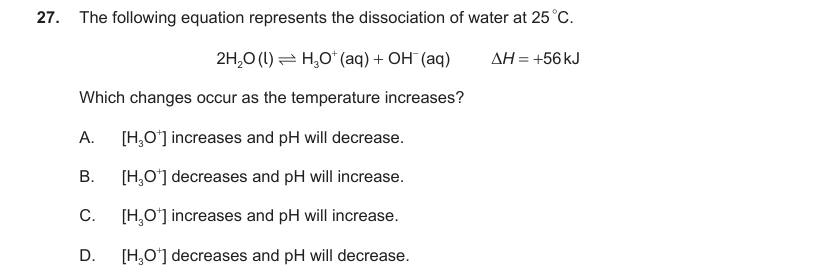 27. The following equation represents the dissociation of water at 25 °C.
2H₂O (l) ⇌ H₃O⁺ (aq) + OH⁻ (aq) ΔH = +56 kJ
Which changes occur as the temperature increases?
A. [H₃O⁺] increases and pH will decrease.
B. [H₃O⁺] decreases and pH will increase.
C. [H₃O⁺] increases and pH will increase.
D. [H₃O⁺] decreases and pH will decrease.